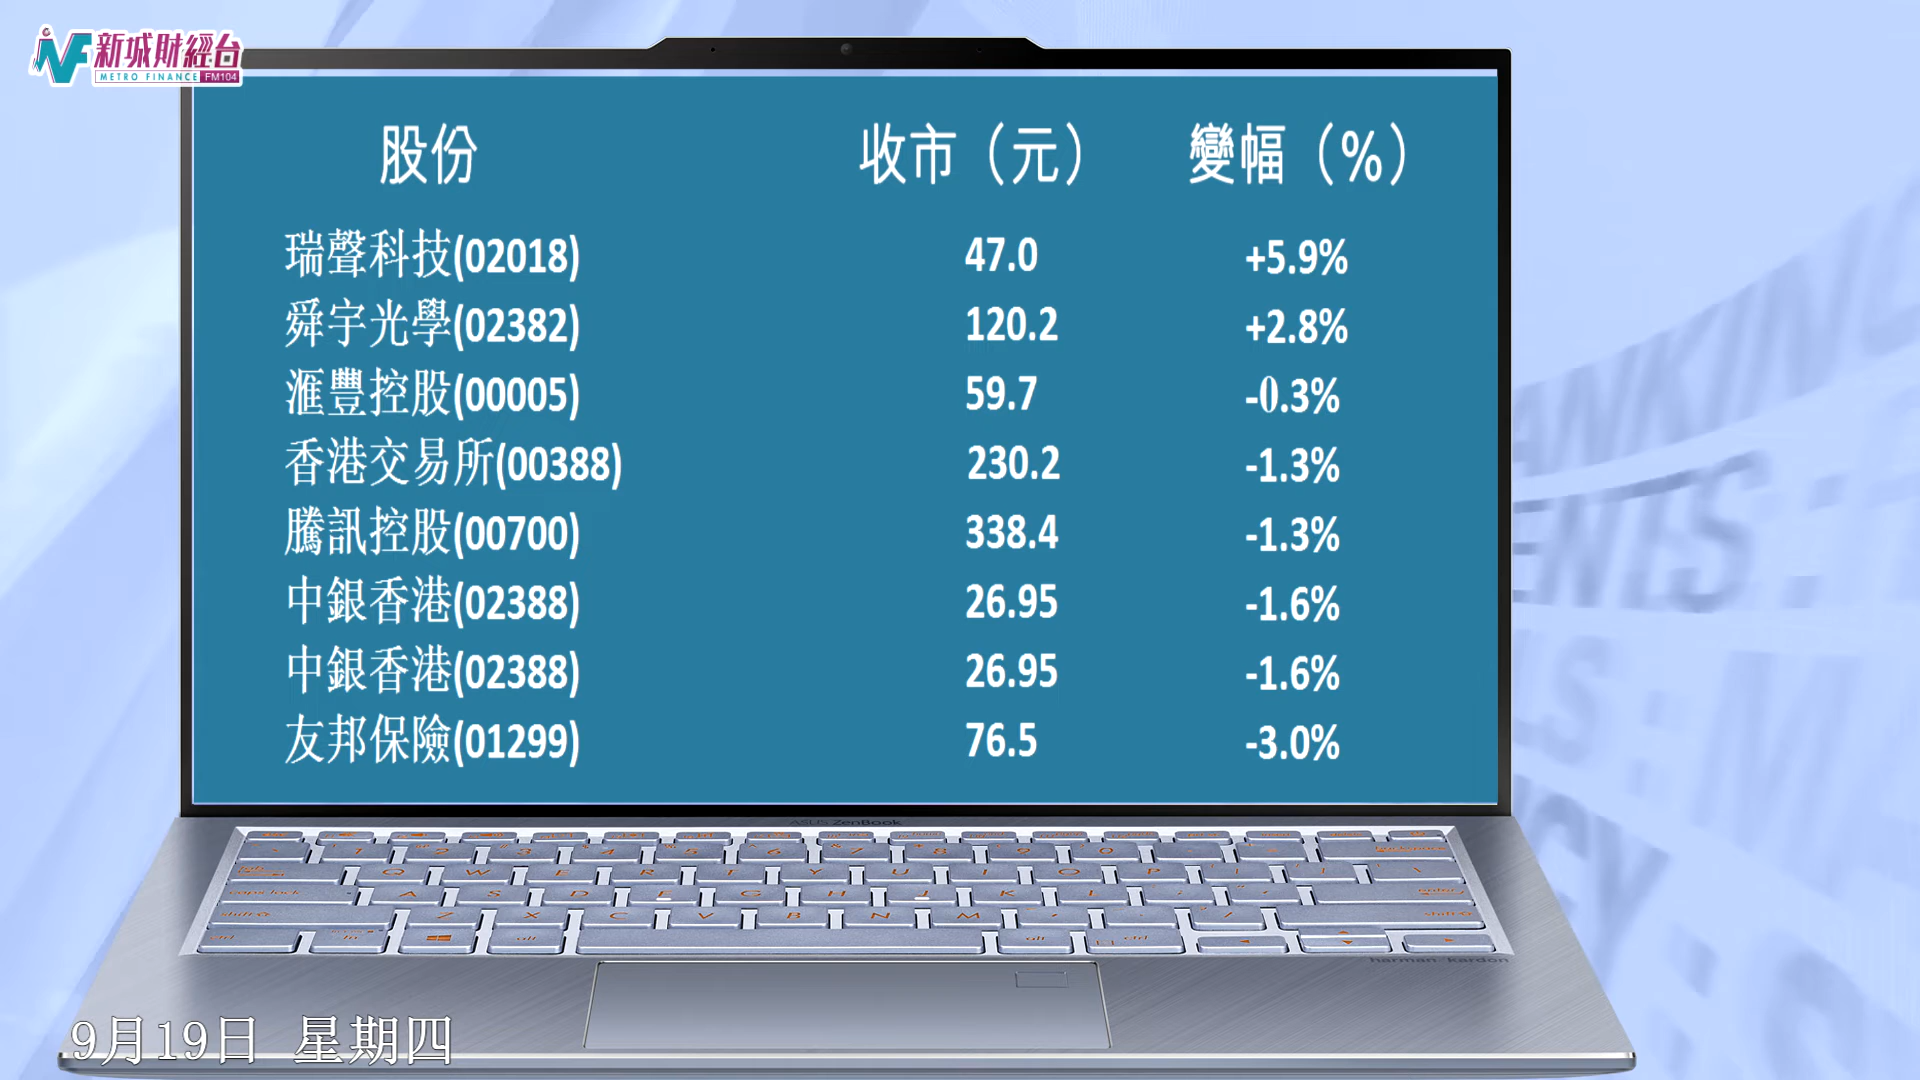 新城財經台
METRO FINANCE FM104
股份 收市（元） 變幅（%）
瑞聲科技(02018) 47.0 +5.9%
舜宇光學(02382) 120.2 +2.8%
滙豐控股(00005) 59.7 -0.3%
香港交易所(00388) 230.2 -1.3%
騰訊控股(00700) 338.4 -1.3%
中銀香港(02388) 26.95 -1.6%
中銀香港(02388) 26.95 -1.6%
友邦保險(01299) 76.5 -3.0%
ASUS ZenBook
harman/kardon
9月19日 星期四